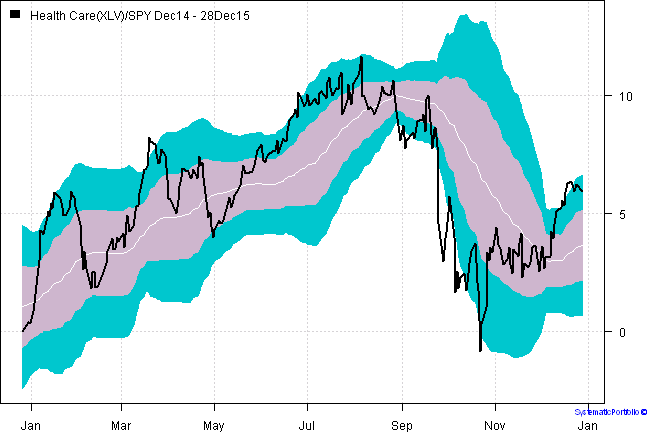 Health Care(XLV)/SPY Dec14 - 28Dec15
10
5
0
Jan Mar May Jul Sep Nov Jan
SystematicPortfolio ©